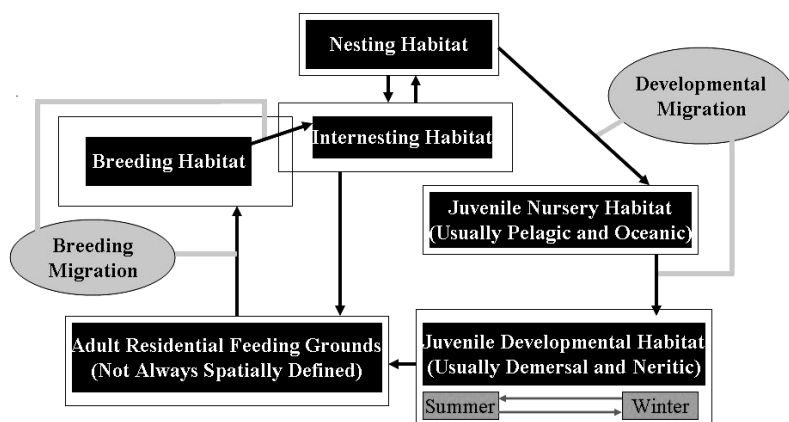 Nesting Habitat
Developmental
Migration
Internesting Habitat
Breeding Habitat
Juvenile Nursery Habitat
(Usually Pelagic and Oceanic)
Breeding
Migration
Adult Residential Feeding Grounds
(Not Always Spatially Defined)
Juvenile Developmental Habitat
(Usually Demersal and Neritic)
Summer
Winter